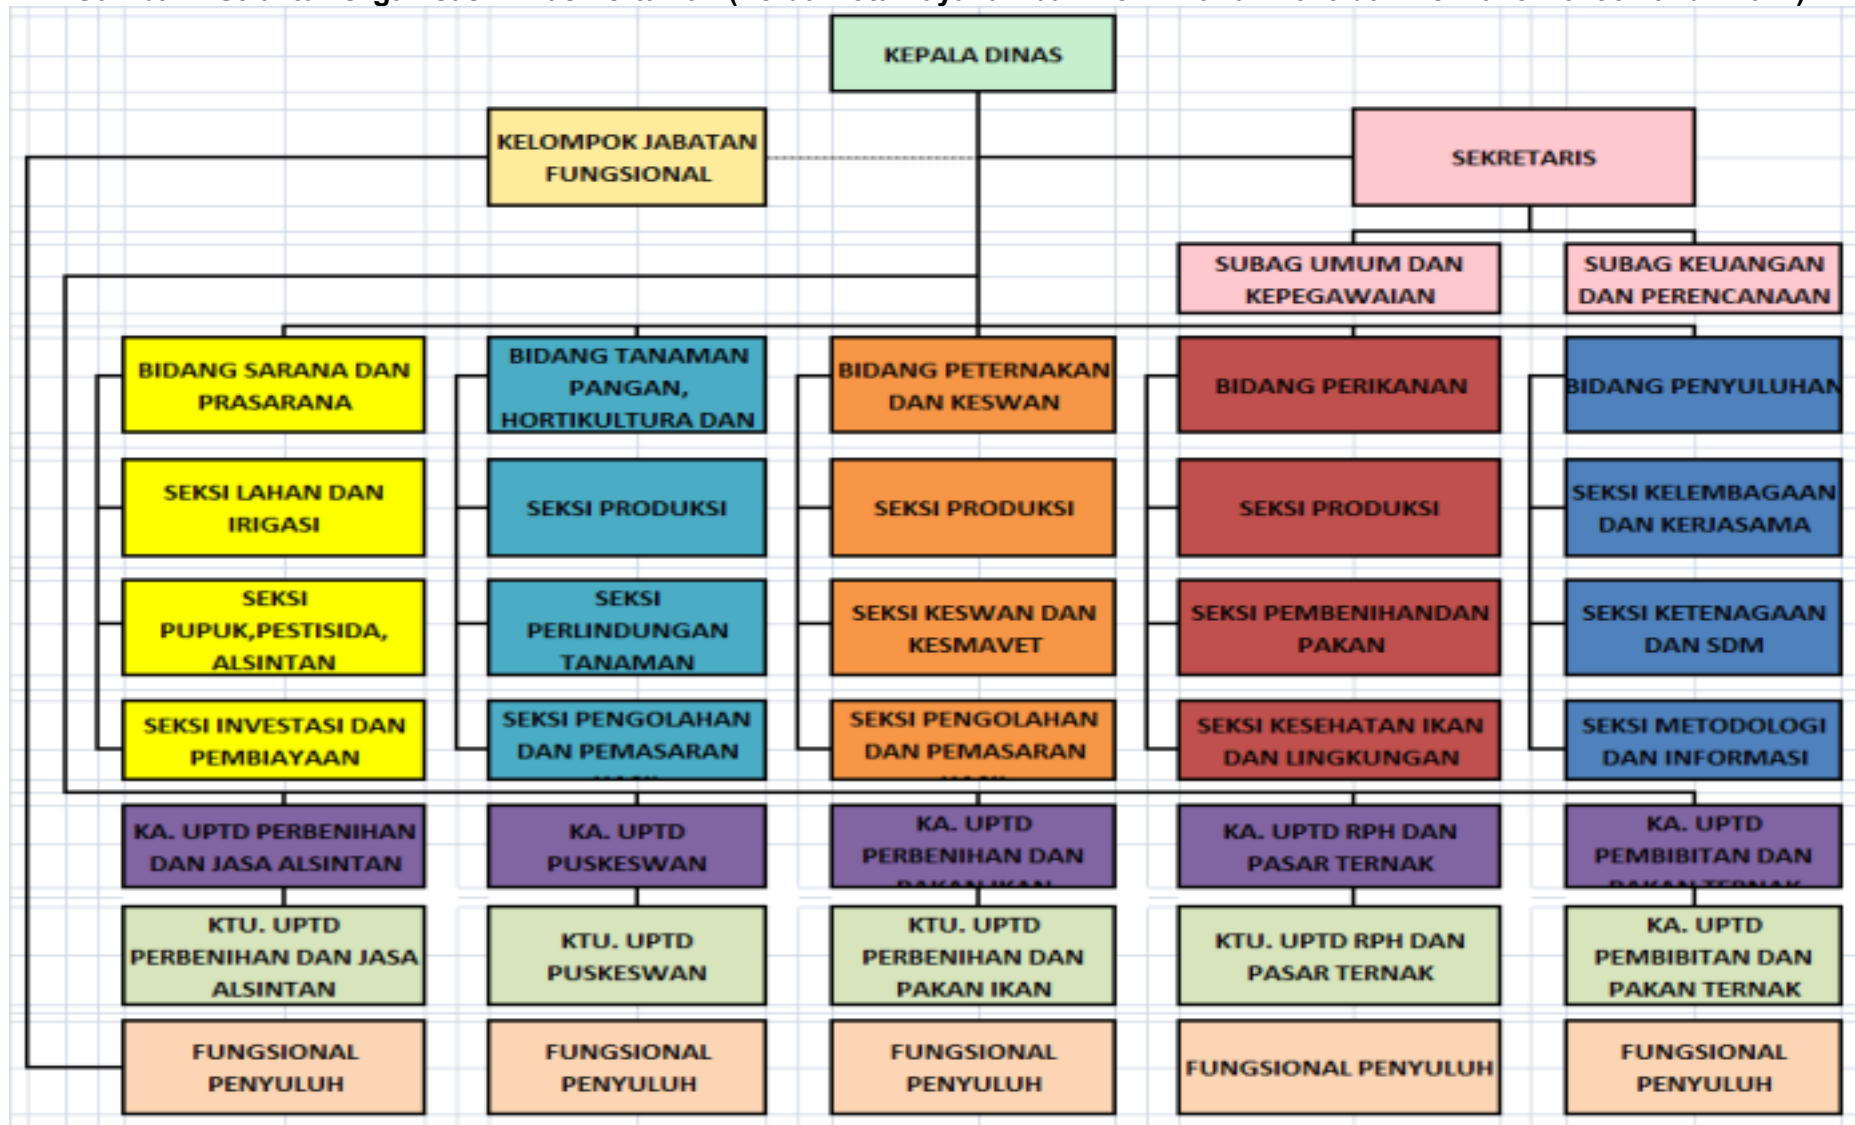 KEPALA DINAS
KELOMPOK JABATAN
FUNGSIONAL
SEKRETARIS
SUBAG UMUM DAN
KEPEGAWAIAN
SUBAG KEUANGAN
DAN PERENCANAAN
BIDANG SARANA DAN
PRASARANA
BIDANG TANAMAN
PANGAN,
HORTIKULTURA DAN
BIDANG PETERNAKAN
DAN KESWAN
BIDANG PERIKANAN
BIDANG PENYULUHAN
SEKSI LAHAN DAN
IRIGASI
SEKSI PRODUKSI
SEKSI PRODUKSI
SEKSI PRODUKSI
SEKSI KELEMBAGAAN
DAN KERJASAMA
SEKSI
PUPUK,PESTISIDA,
ALSINTAN
SEKSI
PERLINDUNGAN
TANAMAN
SEKSI KESWAN DAN
KESMAVET
SEKSI PEMBENIHANDAN
PAKAN
SEKSI KETENAGAAN
DAN SDM
SEKSI INVESTASI DAN
PEMBIAYAAN
SEKSI PENGOLAHAN
DAN PEMASARAN
SEKSI PENGOLAHAN
DAN PEMASARAN
SEKSI KESEHATAN IKAN
DAN LINGKUNGAN
SEKSI METODOLOGI
DAN INFORMASI
KA. UPTD PERBENIHAN
DAN JASA ALSINTAN
KA. UPTD
PUSKESWAN
KA. UPTD
PERBENIHAN DAN
PAKAN IKAN
KA. UPTD RPH DAN
PASAR TERNAK
KA. UPTD
PEMBIBITAN DAN
PAKAN TERNAK
KTU. UPTD
PERBENIHAN DAN JASA
ALSINTAN
KTU. UPTD
PUSKESWAN
KTU. UPTD
PERBENIHAN DAN
PAKAN IKAN
KTU. UPTD RPH DAN
PASAR TERNAK
KA. UPTD
PEMBIBITAN DAN
PAKAN TERNAK
FUNGSIONAL
PENYULUH
FUNGSIONAL
PENYULUH
FUNGSIONAL
PENYULUH
FUNGSIONAL PENYULUH
FUNGSIONAL
PENYULUH